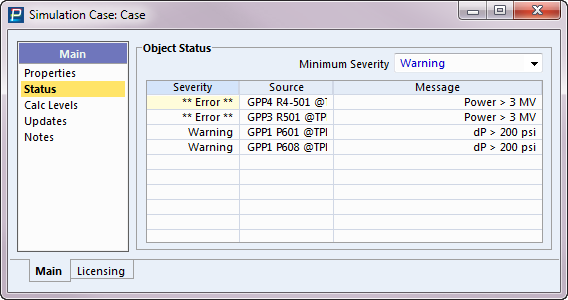 Simulation Case: Case
Main
Properties
Status
Calc Levels
Updates
Notes
Object Status
Minimum Severity Warning
Severity Source Message
** Error ** GPP4 R4-501 @T Power > 3 MV
** Error ** GPP3 R501 @TP Power > 3 MV
Warning GPP1 P601 @TPI dP > 200 psi
Warning GPP1 P608 @TPI dP > 200 psi
Main Licensing